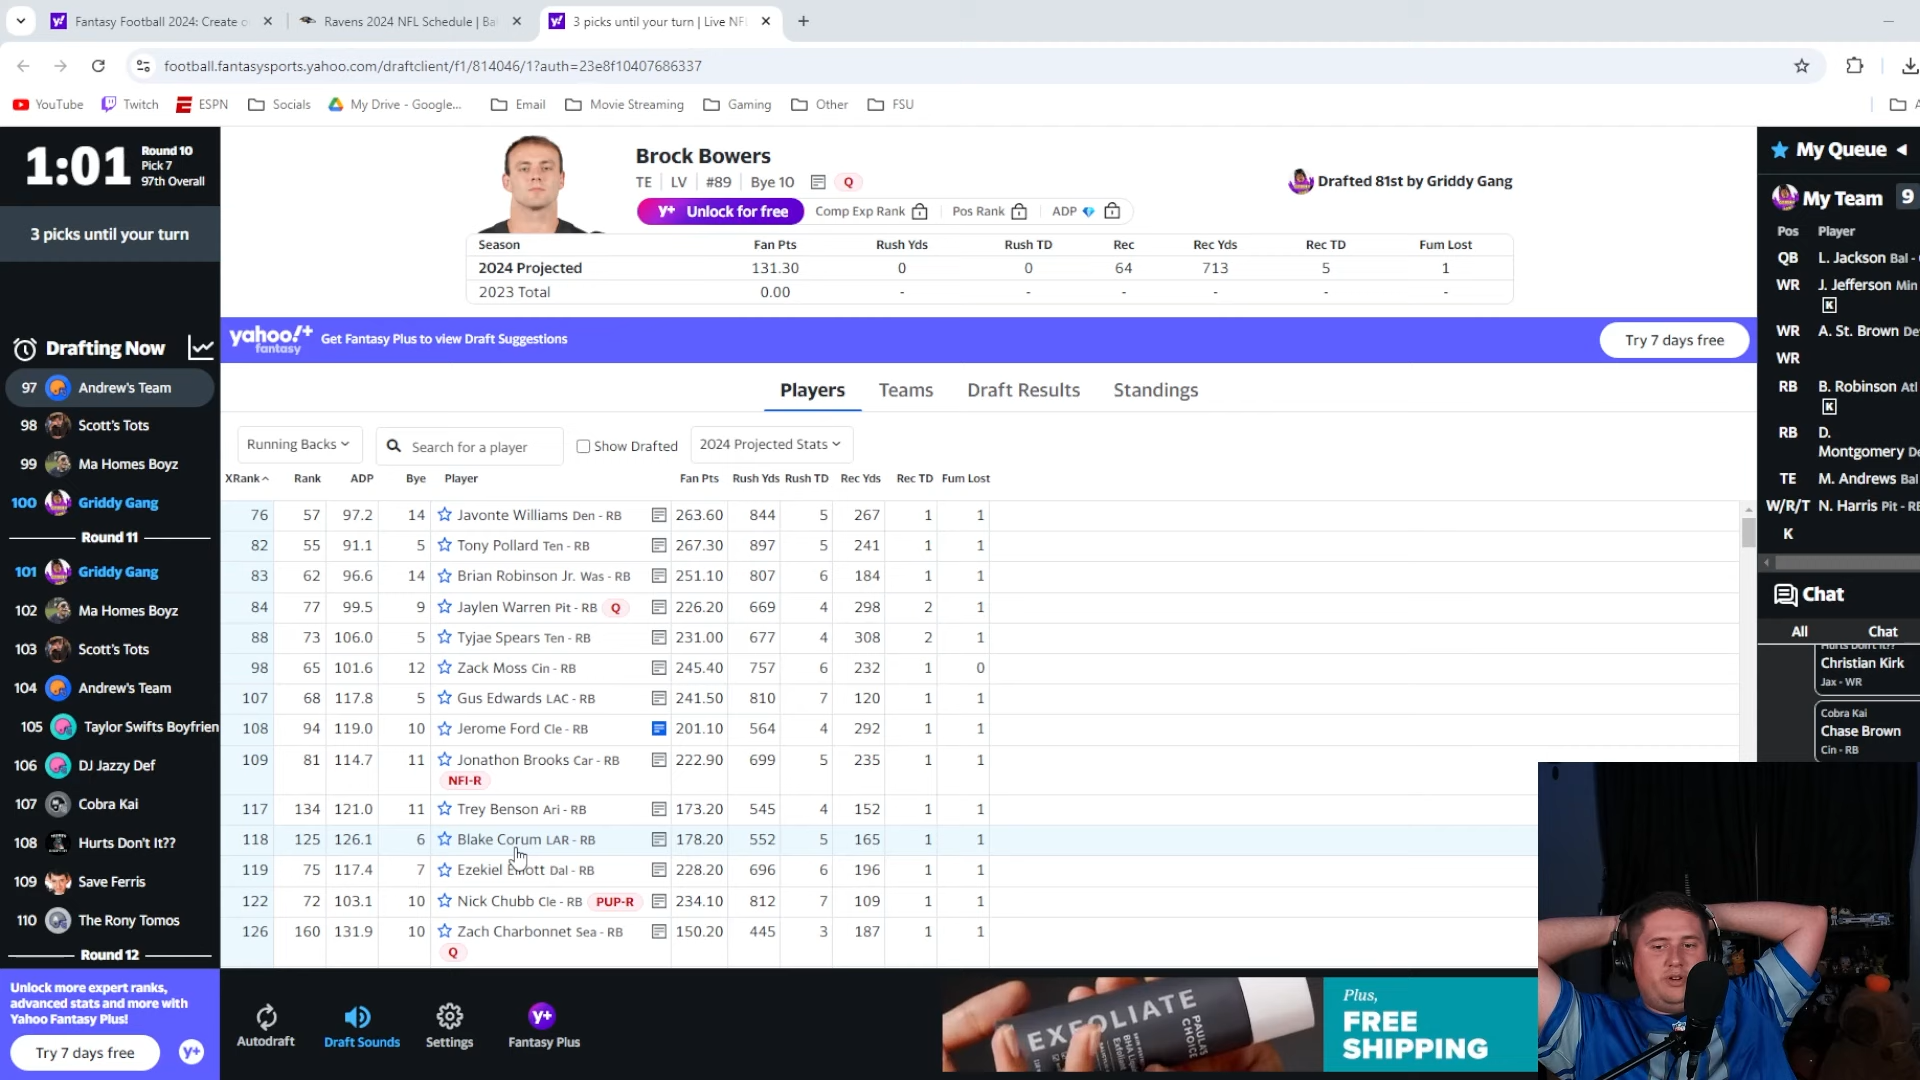 Fantasy Football 2024: Create o
Ravens 2024 NFL Schedule | Bal
3 picks until your turn | Live NFL
football.fantasysports.yahoo.com/draftclient/f1/814046/1?auth=23e8f10407686337
YouTube
Twitch
ESPN
Socials
My Drive - Google...
Email
Movie Streaming
Gaming
Other
FSU
1:01
Round 10
Pick 7
97th Overall
3 picks until your turn
Drafting Now
97 Andrew's Team
98 Scott's Tots
99 Ma Homes Boyz
100 Griddy Gang
Round 11
101 Griddy Gang
102 Ma Homes Boyz
103 Scott's Tots
104 Andrew's Team
105 Taylor Swifts Boyfrien
106 DJ Jazzy Def
107 Cobra Kai
108 Hurts Don't It??
109 Save Ferris
110 The Rony Tomos
Round 12
Unlock more expert ranks,
advanced stats and more with
Yahoo Fantasy Plus!
Try 7 days free
y+
Brock Bowers
TE | LV | #89 | Bye 10 Q
y+ Unlock for free Comp Exp Rank Pos Rank ADP
Drafted 81st by Griddy Gang
Season Fan Pts Rush Yds Rush TD Rec Rec Yds Rec TD Fum Lost
2024 Projected 131.30 0 0 64 713 5 1
2023 Total 0.00 - - - - - -
yahoo!+
fantasy
Get Fantasy Plus to view Draft Suggestions
Try 7 days free
Players Teams Draft Results Standings
Running Backs Search for a player Show Drafted 2024 Projected Stats
XRank Rank ADP Bye Player Fan Pts Rush Yds Rush TD Rec Yds Rec TD Fum Lost
76 57 97.2 14 Javonte Williams Den - RB 263.60 844 5 267 1 1
82 55 91.1 5 Tony Pollard Ten - RB 267.30 897 5 241 1 1
83 62 96.6 14 Brian Robinson Jr. Was - RB 251.10 807 6 184 1 1
84 77 99.5 9 Jaylen Warren Pit - RB Q 226.20 669 4 298 2 1
88 73 106.0 5 Tyjae Spears Ten - RB 231.00 677 4 308 2 1
98 65 101.6 12 Zack Moss Cin - RB 245.40 757 6 232 1 0
107 68 117.8 5 Gus Edwards LAC - RB 241.50 810 7 120 1 1
108 94 119.0 10 Jerome Ford Cle - RB 201.10 564 4 292 1 1
109 81 114.7 11 Jonathon Brooks Car - RB 222.90 699 5 235 1 1
NFI-R
117 134 121.0 11 Trey Benson Ari - RB 173.20 545 4 152 1 1
118 125 126.1 6 Blake Corum LAR - RB 178.20 552 5 165 1 1
119 75 117.4 7 Ezekiel Elliott Dal - RB 228.20 696 6 196 1 1
122 72 103.1 10 Nick Chubb Cle - RB PUP-R 234.10 812 7 109 1 1
126 160 131.9 10 Zach Charbonnet Sea - RB 150.20 445 3 187 1 1
Q
Autodraft
Draft Sounds
Settings
y+
Fantasy Plus
EXFOLIATE
PAULA'S
CHOICE
Plus,
FREE
SHIPPING
My Queue
My Team 9
Pos Player
QB L. Jackson Bal -
WR J. Jefferson Min
K
WR A. St. Brown De
WR
RB B. Robinson Atl
K
RB D.
Montgomery De
TE M. Andrews Bal
W/R/T N. Harris Pit - RB
K
Chat
All Chat
Hurts Don't It??
Christian Kirk
Jax - WR
Cobra Kai
Chase Brown
Cin - RB